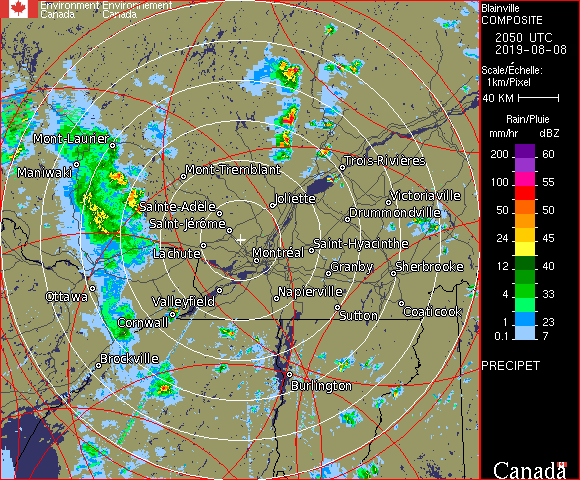 Environment Environnement
Canada Canada
Blainville
COMPOSITE
2050 UTC
2019-08-08
Scale/Échelle:
1km/Pixel
40 KM
Rain/Pluie
mm/hr dBZ
200 60
100 55
50 50
24 45
12 40
4 33
1 23
0.1 7
PRECIPET
Canada
Mont-Laurier
Maniwaki
Mont-Tremblant
Trois-Rivières
Sainte-Adèle
Joliette
Victoriaville
Saint-Jérôme
Drummondville
Lachute
Montréal
Saint-Hyacinthe
Granby
Sherbrooke
Ottawa
Valleyfield
Napierville
Coaticook
Cornwall
Sutton
Brockville
Burlington